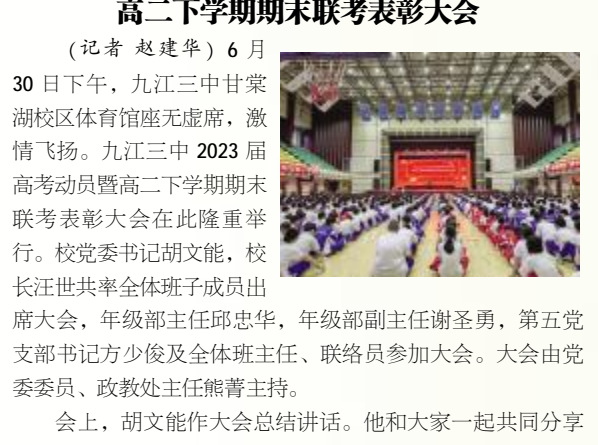 高二下学期期末联考表彰大会
(记者 赵建华) 6 月
30 日下午，九江三中甘棠
湖校区体育馆座无虚席，激
情飞扬。九江三中 2023 届
高考动员暨高二下学期期末
联考表彰大会在此隆重举
行。校党委书记胡文能，校
长汪世共率全体班子成员出
席大会，年级部主任邱忠华，年级部副主任谢圣勇，第五党
支部书记方少俊及全体班主任、联络员参加大会。大会由党
委委员、政教处主任熊菁主持。
会上，胡文能作大会总结讲话。他和大家一起共同分享